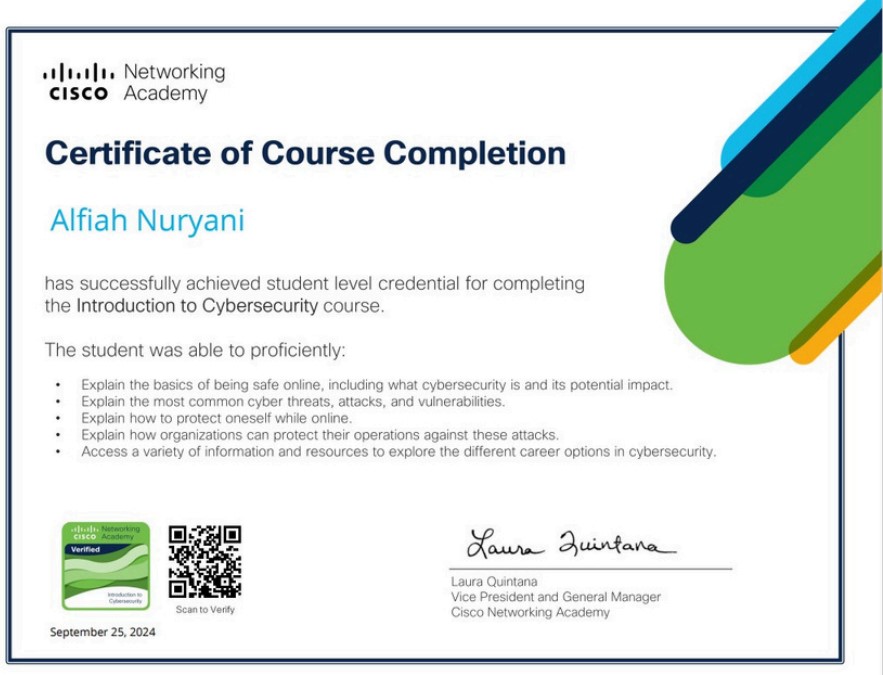 CISCO Networking
Academy
Certificate of Course Completion
Alfiah Nuryani
has successfully achieved student level credential for completing
the Introduction to Cybersecurity course.
The student was able to proficiently:
• Explain the basics of being safe online, including what cybersecurity is and its potential impact.
• Explain the most common cyber threats, attacks, and vulnerabilities.
• Explain how to protect oneself while online.
• Explain how organizations can protect their operations against these attacks.
• Access a variety of information and resources to explore the different career options in cybersecurity.
CISCO Networking
Academy
Verified
Introduction to
Cybersecurity
Scan to Verify
September 25, 2024
Laura Quintana
Laura Quintana
Vice President and General Manager
Cisco Networking Academy